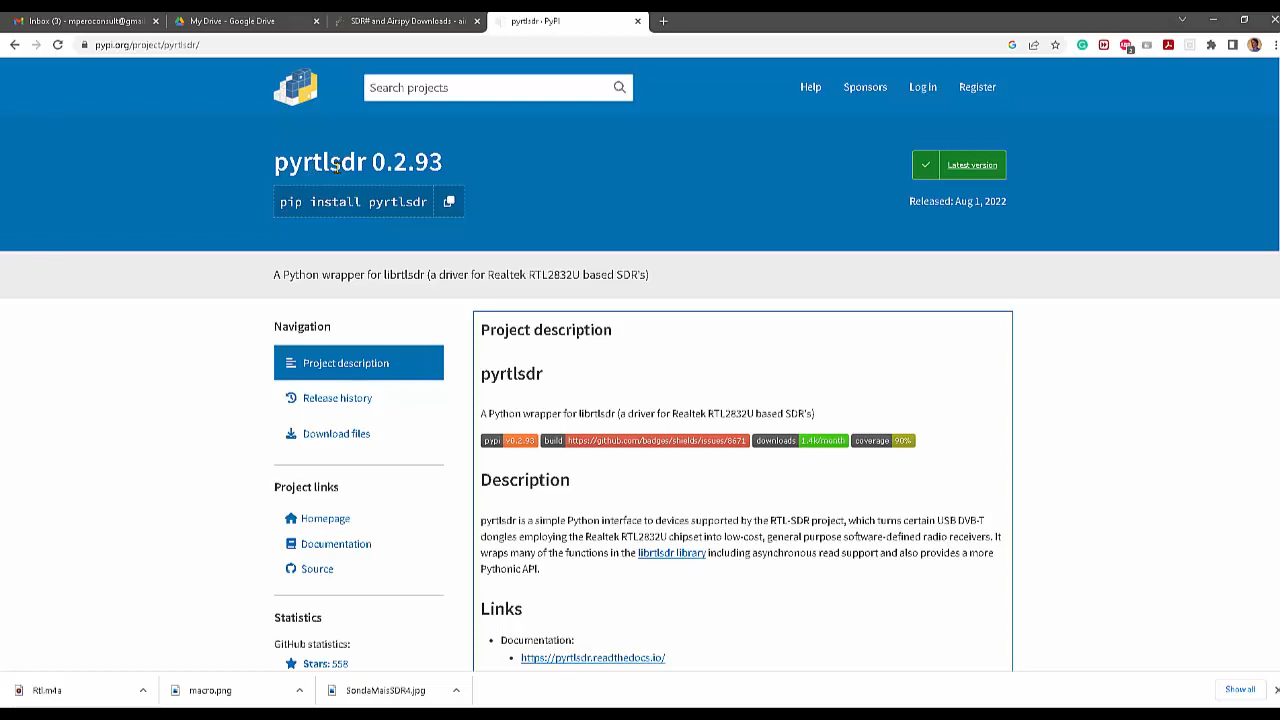 Inbox (3) - mperoconsult@gmail
My Drive - Google Drive
SDR# and Airspy Downloads - air
pyrtlsdr · PyPI
pypi.org/project/pyrtlsdr/
Search projects
Help
Sponsors
Log in
Register
pyrtlsdr 0.2.93
pip install pyrtlsdr
Latest version
Released: Aug 1, 2022
A Python wrapper for librtlsdr (a driver for Realtek RTL2832U based SDR's)
Navigation
Project description
Release history
Download files
Project links
Homepage
Documentation
Source
Statistics
GitHub statistics:
Stars: 558
Project description
pyrtlsdr
A Python wrapper for librtlsdr (a driver for Realtek RTL2832U based SDR's)
pypi v0.2.93 build https://github.com/badges/shields/issues/8671 downloads 1.4k/month coverage 90%
Description
pyrtlsdr is a simple Python interface to devices supported by the RTL-SDR project, which turns certain USB DVB-T
dongles employing the Realtek RTL2832U chipset into low-cost, general purpose software-defined radio receivers. It
wraps many of the functions in the librtlsdr library including asynchronous read support and also provides a more
Pythonic API.
Links
Documentation:
https://pyrtlsdr.readthedocs.io/
Rtl.m4a
macro.png
SondaMaisSDR4.jpg
Show all